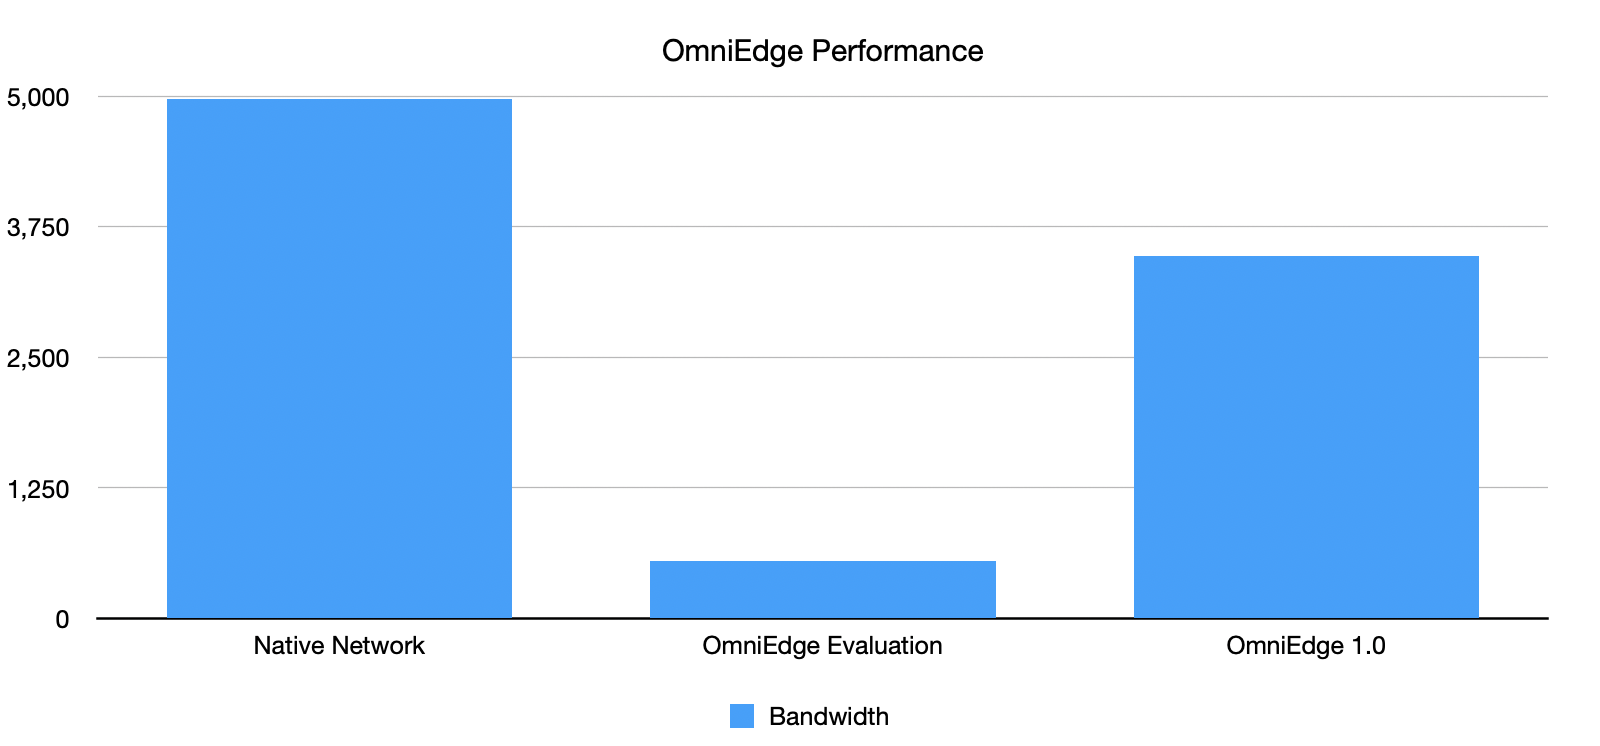 OmniEdge Performance
5,000
3,750
2,500
1,250
0
Native Network OmniEdge Evaluation OmniEdge 1.0
Bandwidth